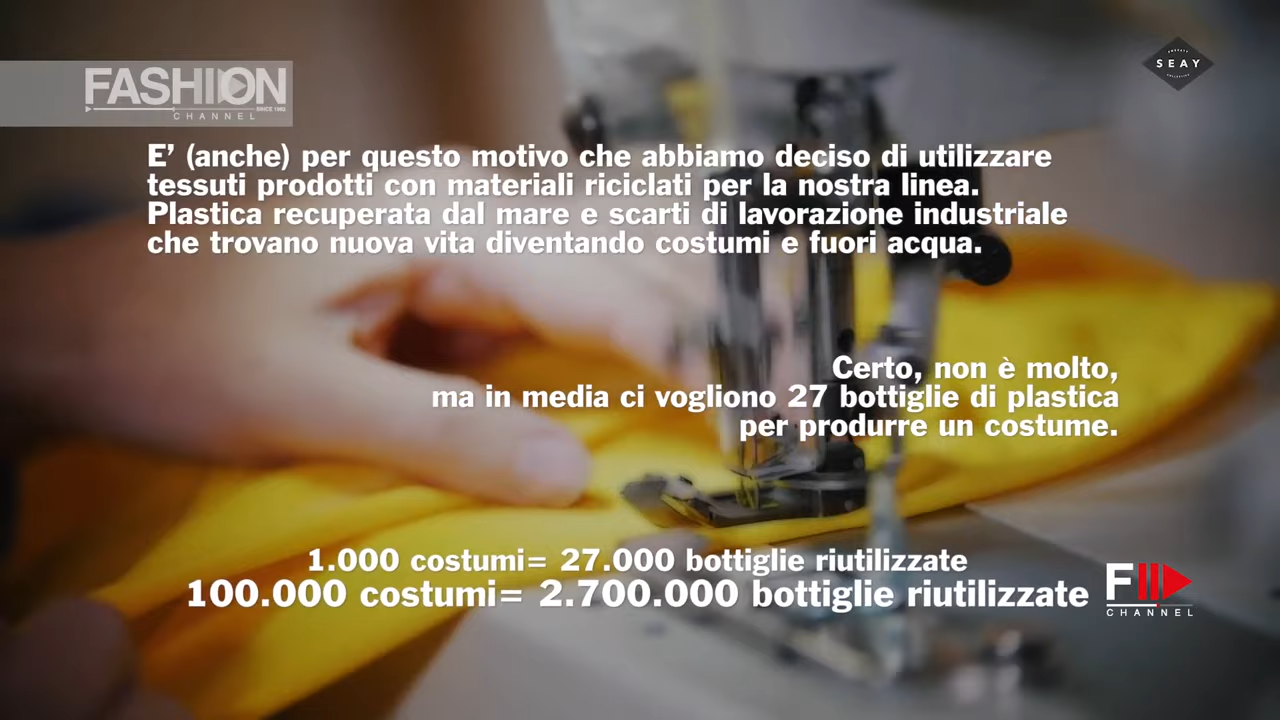 FASHION
SINCE 1985
CHANNEL
SEAY
E’ (anche) per questo motivo che abbiamo deciso di utilizzare
tessuti prodotti con materiali riciclati per la nostra linea.
Plastica recuperata dal mare e scarti di lavorazione industriale
che trovano nuova vita diventando costumi e fuori acqua.
Certo, non è molto,
ma in media ci vogliono 27 bottiglie di plastica
per produrre un costume.
1.000 costumi= 27.000 bottiglie riutilizzate
100.000 costumi= 2.700.000 bottiglie riutilizzate
F
CHANNEL